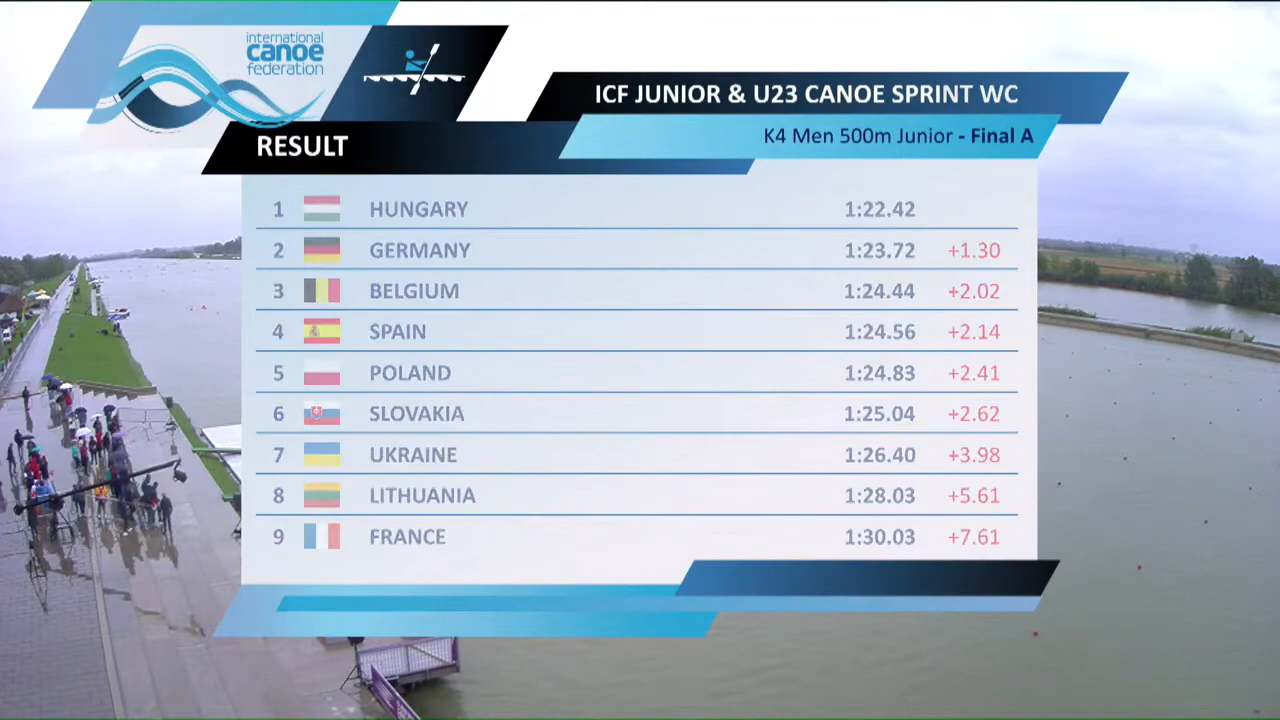 international
canoe
federation
ICF JUNIOR & U23 CANOE SPRINT WC
K4 Men 500m Junior - Final A
RESULT
1 HUNGARY 1:22.42
2 GERMANY 1:23.72 +1.30
3 BELGIUM 1:24.44 +2.02
4 SPAIN 1:24.56 +2.14
5 POLAND 1:24.83 +2.41
6 SLOVAKIA 1:25.04 +2.62
7 UKRAINE 1:26.40 +3.98
8 LITHUANIA 1:28.03 +5.61
9 FRANCE 1:30.03 +7.61